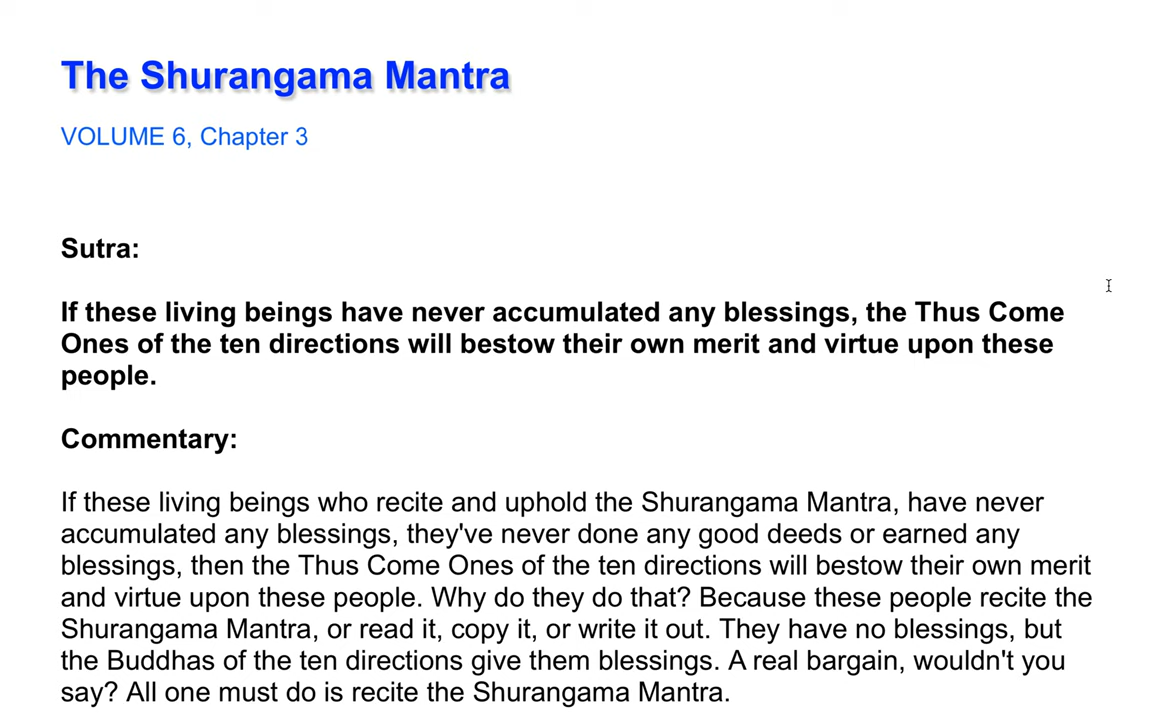 The Shurangama Mantra
VOLUME 6, Chapter 3
Sutra:
If these living beings have never accumulated any blessings, the Thus Come
Ones of the ten directions will bestow their own merit and virtue upon these
people.
Commentary:
If these living beings who recite and uphold the Shurangama Mantra, have never
accumulated any blessings, they've never done any good deeds or earned any
blessings, then the Thus Come Ones of the ten directions will bestow their own merit
and virtue upon these people. Why do they do that? Because these people recite the
Shurangama Mantra, or read it, copy it, or write it out. They have no blessings, but
the Buddhas of the ten directions give them blessings. A real bargain, wouldn't you
say? All one must do is recite the Shurangama Mantra.